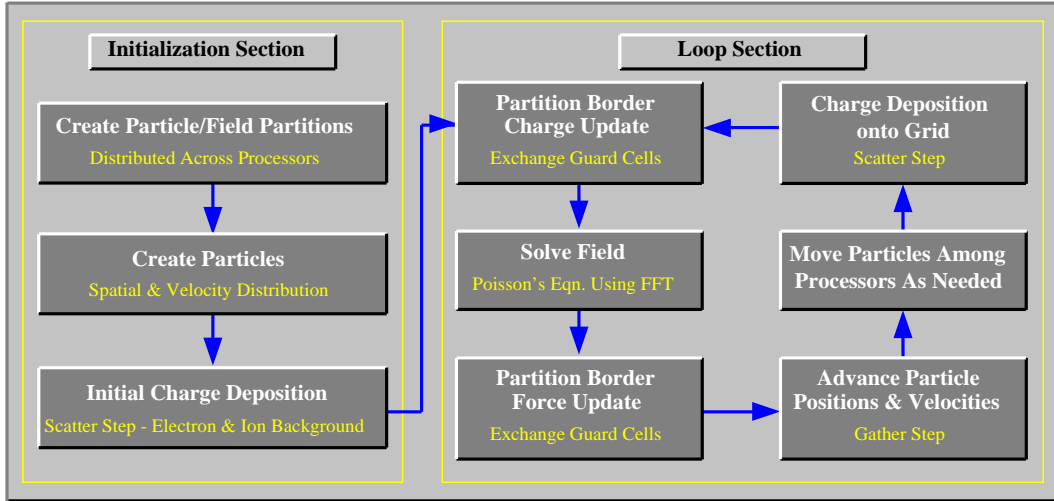 Initialization Section
Create Particle/Field Partitions
Distributed Across Processors
Create Particles
Spatial & Velocity Distribution
Initial Charge Deposition
Scatter Step - Electron & Ion Background
Loop Section
Partition Border
Charge Update
Exchange Guard Cells
Solve Field
Poisson's Eqn. Using FFT
Partition Border
Force Update
Exchange Guard Cells
Advance Particle
Positions & Velocities
Gather Step
Move Particles Among
Processors As Needed
Charge Deposition
onto Grid
Scatter Step